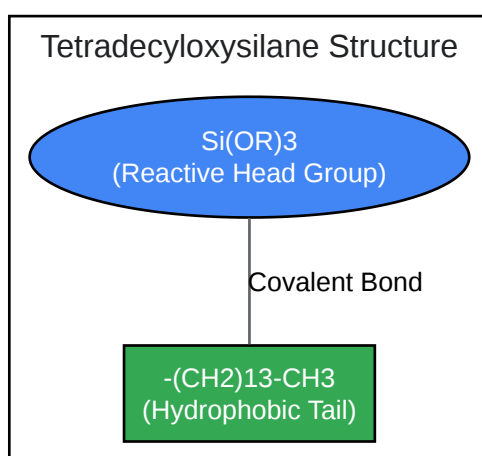 Tetradecyloxysilane Structure
Si(OR)3
(Reactive Head Group)
Covalent Bond
-(CH2)13-CH3
(Hydrophobic Tail)